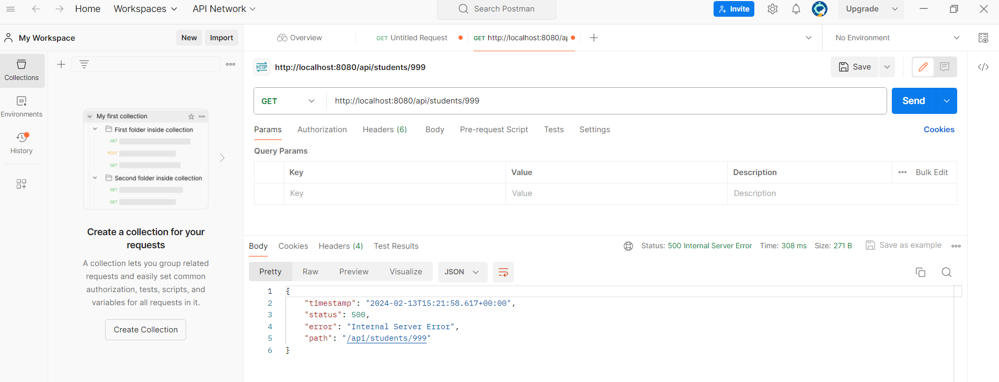 Home Workspaces API Network Search Postman Invite Upgrade
My Workspace New Import Overview GET Untitled Request GET http://localhost:8080/ap No Environment
Collections
Environments
History
My first collection
First folder inside collection
GET
POST
GET
Second folder inside collection
GET
GET
Create a collection for your
requests
A collection lets you group related
requests and easily set common
authorization, tests, scripts, and
variables for all requests in it.
Create Collection
HTTP http://localhost:8080/api/students/999 Save
GET http://localhost:8080/api/students/999 Send
Params Authorization Headers (6) Body Pre-request Script Tests Settings Cookies
Query Params
Key Value Description Bulk Edit
Key Value Description
Body Cookies Headers (4) Test Results Status: 500 Internal Server Error Time: 308 ms Size: 271 B Save as example
Pretty Raw Preview Visualize JSON
1 {
2 "timestamp": "2024-02-13T15:21:58.617+00:00",
3 "status": 500,
4 "error": "Internal Server Error",
5 "path": "/api/students/999"
6 }